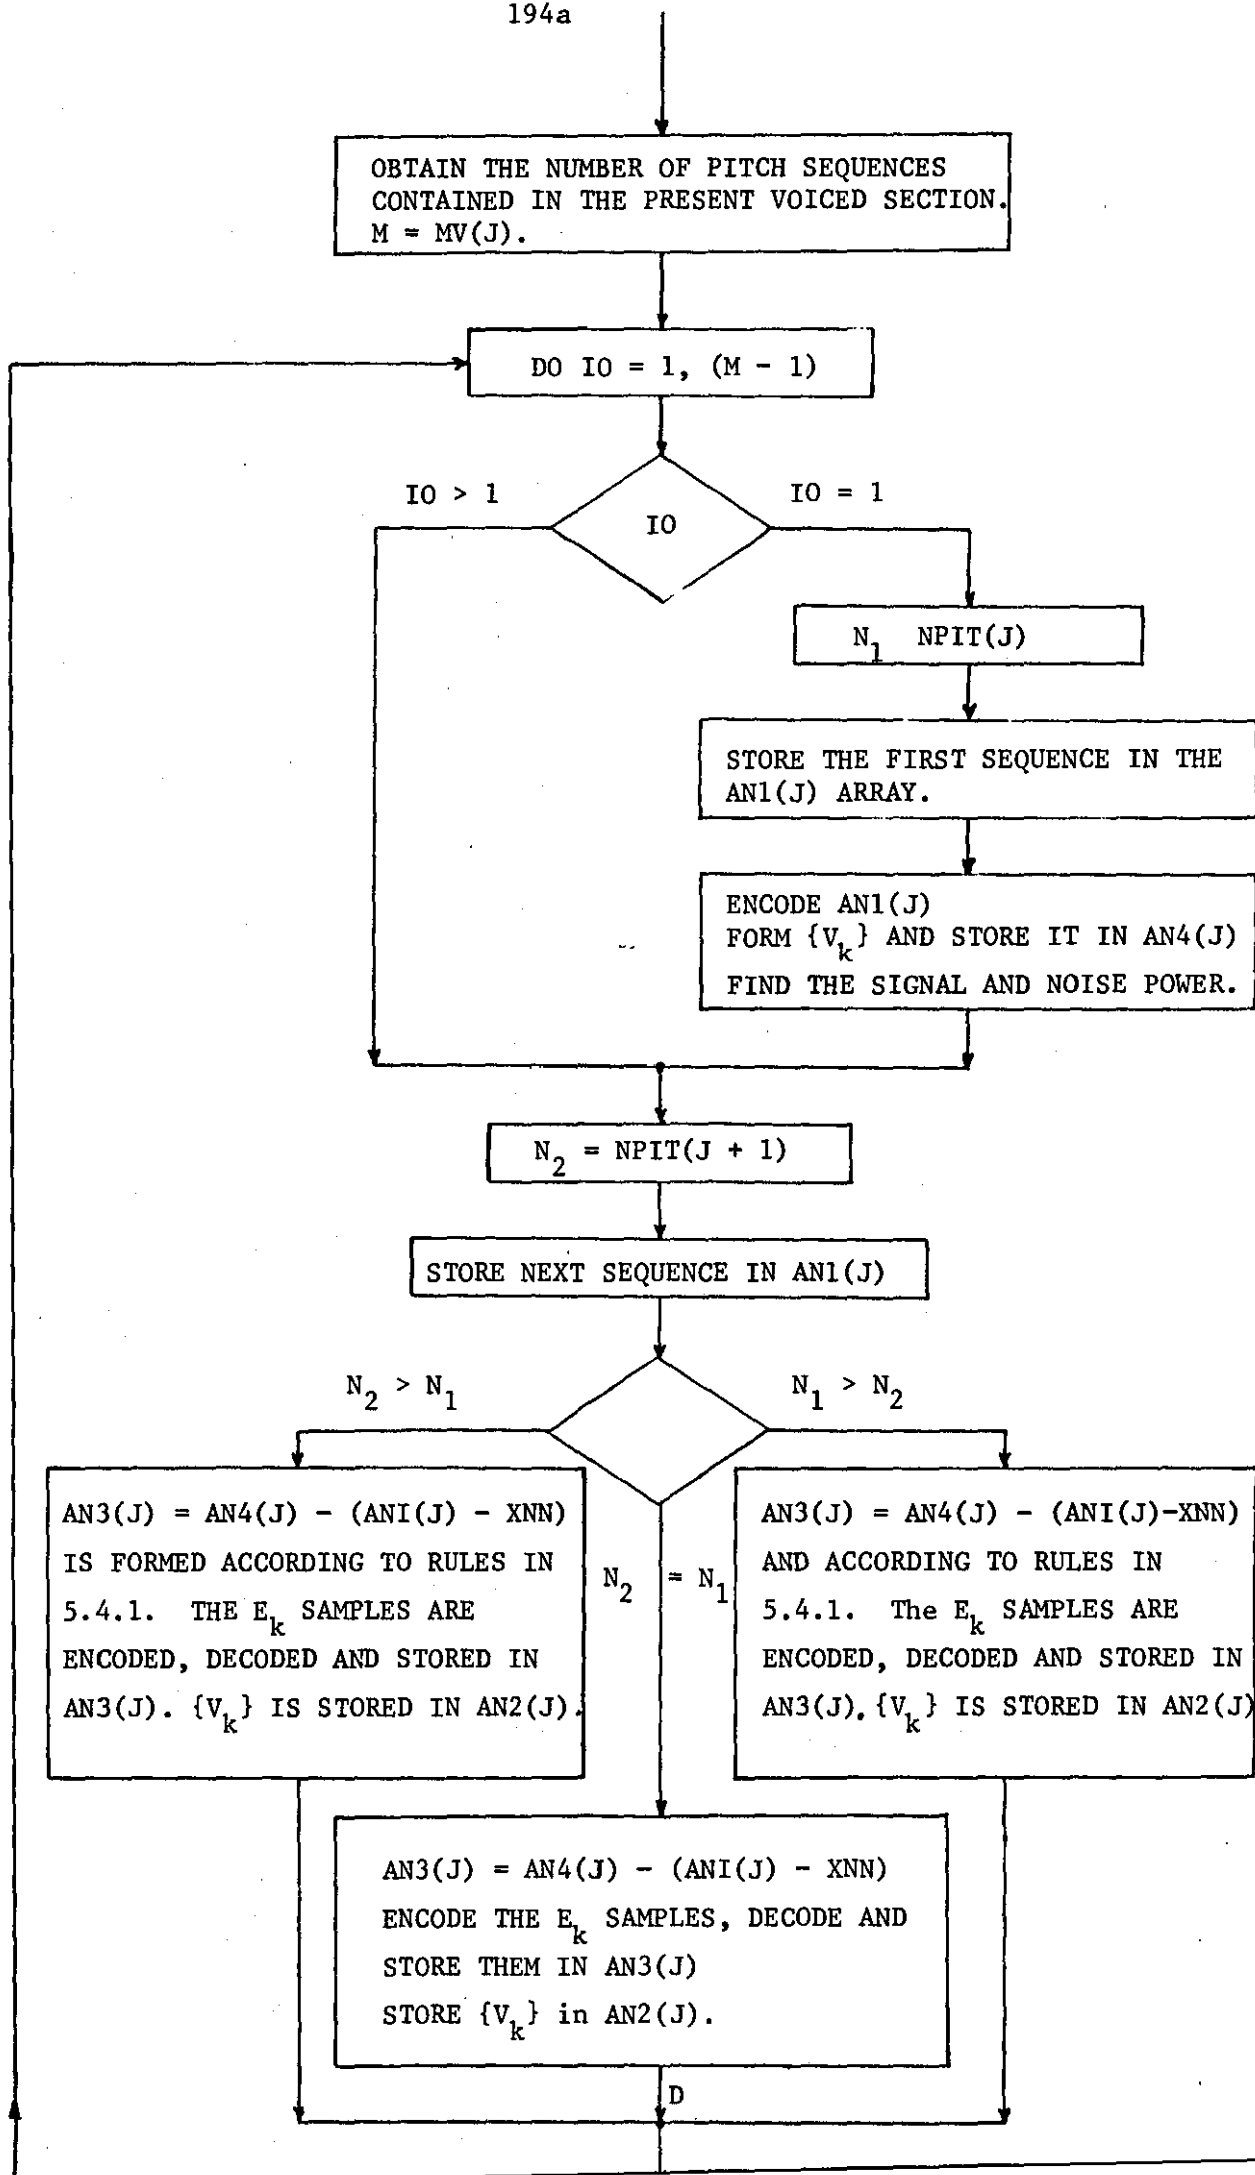 194a
OBTAIN THE NUMBER OF PITCH SEQUENCES
CONTAINED IN THE PRESENT VOICED SECTION.
M = MV(J).
DO IO = 1, (M - 1)
IO > 1
IO = 1
IO
N₁ NPIT(J)
STORE THE FIRST SEQUENCE IN THE
AN1(J) ARRAY.
ENCODE AN1(J)
FORM {Vₖ} AND STORE IT IN AN4(J)
FIND THE SIGNAL AND NOISE POWER.
N₂ = NPIT(J + 1)
STORE NEXT SEQUENCE IN AN1(J)
N₂ > N₁
N₁ > N₂
AN3(J) = AN4(J) - (ANI(J) - XNN)
IS FORMED ACCORDING TO RULES IN
5.4.1. THE Eₖ SAMPLES ARE
ENCODED, DECODED AND STORED IN
AN3(J). {Vₖ} IS STORED IN AN2(J).
N₂ = N₁
AN3(J) = AN4(J) - (ANI(J)-XNN)
AND ACCORDING TO RULES IN
5.4.1. The Eₖ SAMPLES ARE
ENCODED, DECODED AND STORED IN
AN3(J). {Vₖ} IS STORED IN AN2(J)
AN3(J) = AN4(J) - (ANI(J) - XNN)
ENCODE THE Eₖ SAMPLES, DECODE AND
STORE THEM IN AN3(J)
STORE {Vₖ} in AN2(J).
D